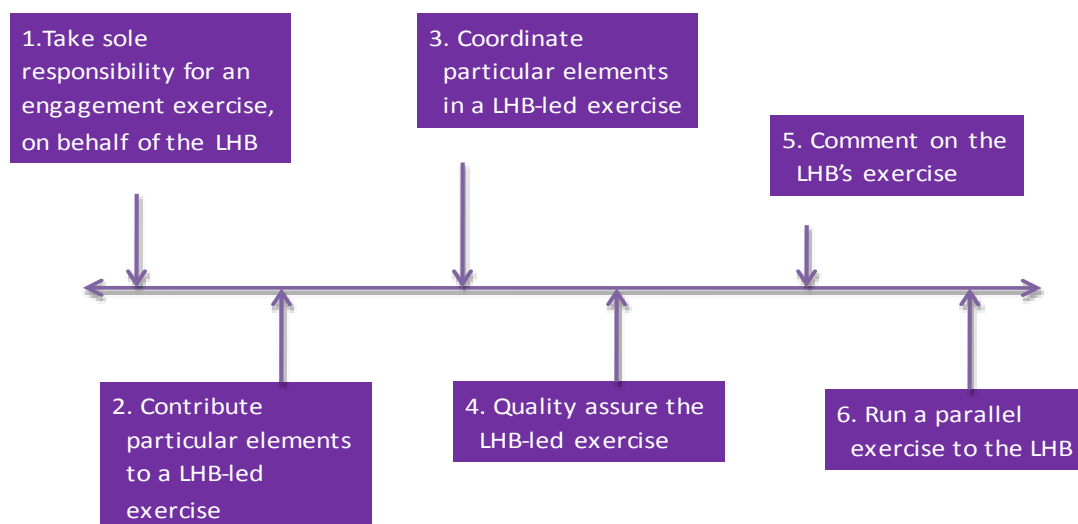 1.Take sole
responsibility for an
engagement exercise,
on behalf of the LHB
2. Contribute
particular elements
to a LHB-led
exercise
3. Coordinate
particular elements
in a LHB-led exercise
4. Quality assure the
LHB-led exercise
5. Comment on the
LHB’s exercise
6. Run a parallel
exercise to the LHB